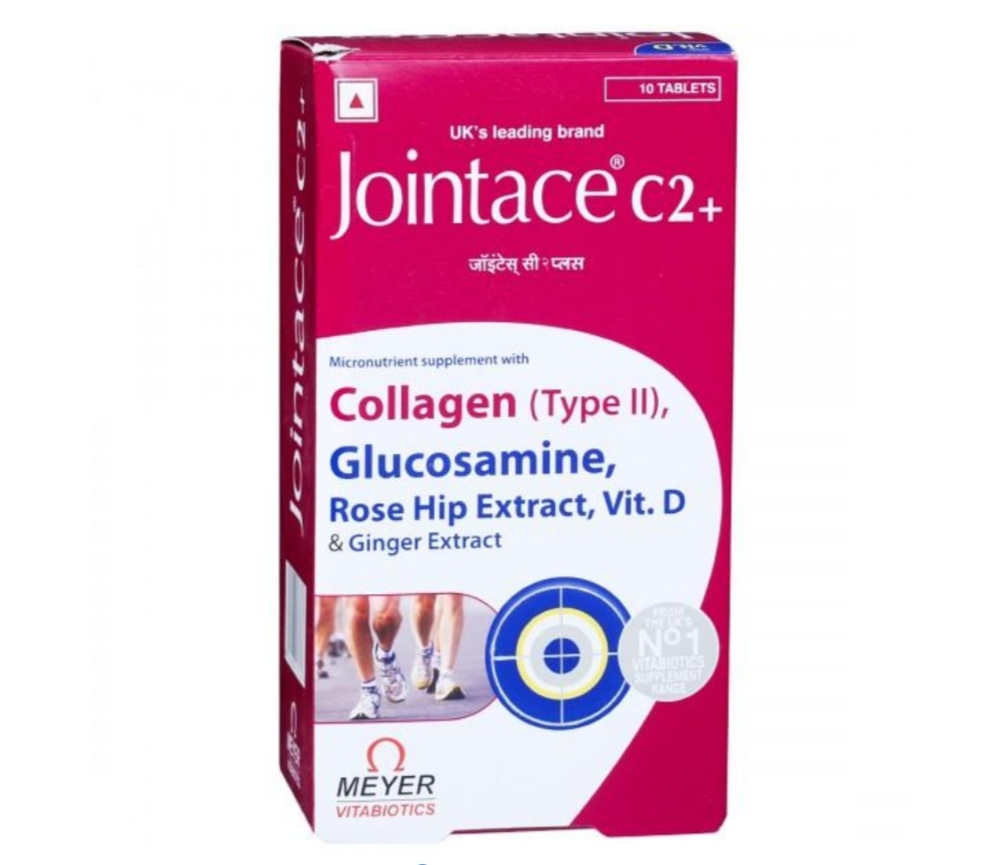 10 TABLETS
UK's leading brand
Jointace® C2+
जॉइंटेस् सी २ प्लस
Micronutrient supplement with
Collagen (Type II),
Glucosamine,
Rose Hip Extract, Vit. D
& Ginger Extract
FROM
THE UK'S
Nº1
VITABIOTICS
SUPPLEMENT
RANGE
MEYER
VITABIOTICS
Jointace® C2+
Vit.D